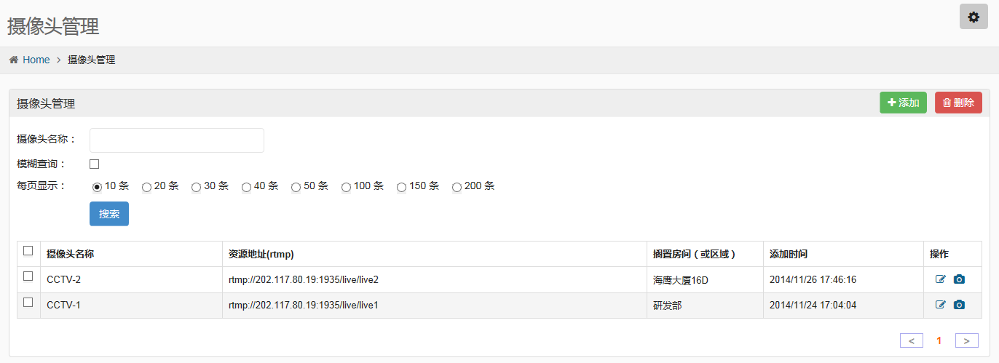 摄像头管理
Home > 摄像头管理
摄像头管理 添加 删除
摄像头名称：
模糊查询：
每页显示： 10 条 20 条 30 条 40 条 50 条 100 条 150 条 200 条
搜索
摄像头名称 资源地址(rtmp) 搁置房间（或区域） 添加时间 操作
CCTV-2 rtmp://202.117.80.19:1935/live/live2 海鹰大厦16D 2014/11/26 17:46:16
CCTV-1 rtmp://202.117.80.19:1935/live/live1 研发部 2014/11/24 17:04:04
< 1 >